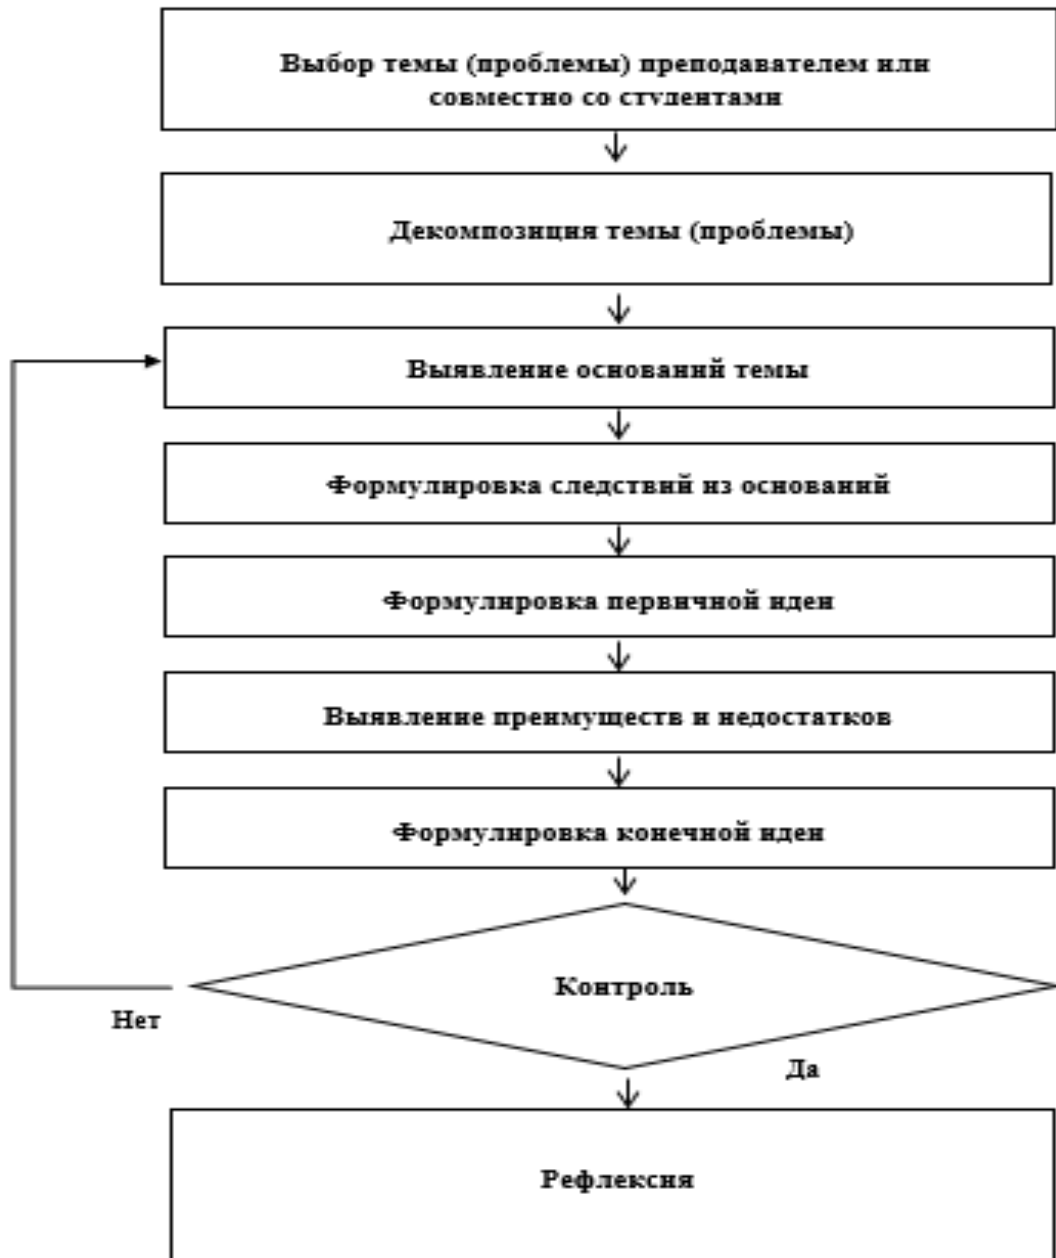 Выбор темы (проблемы) преподавателем или
совместно со студентами
Декомпозиция темы (проблемы)
Выявление оснований темы
Формулировка следствий из оснований
Формулировка первичной идеи
Выявление преимуществ и недостатков
Формулировка конечной идеи
Контроль
Нет
Да
Рефлексия